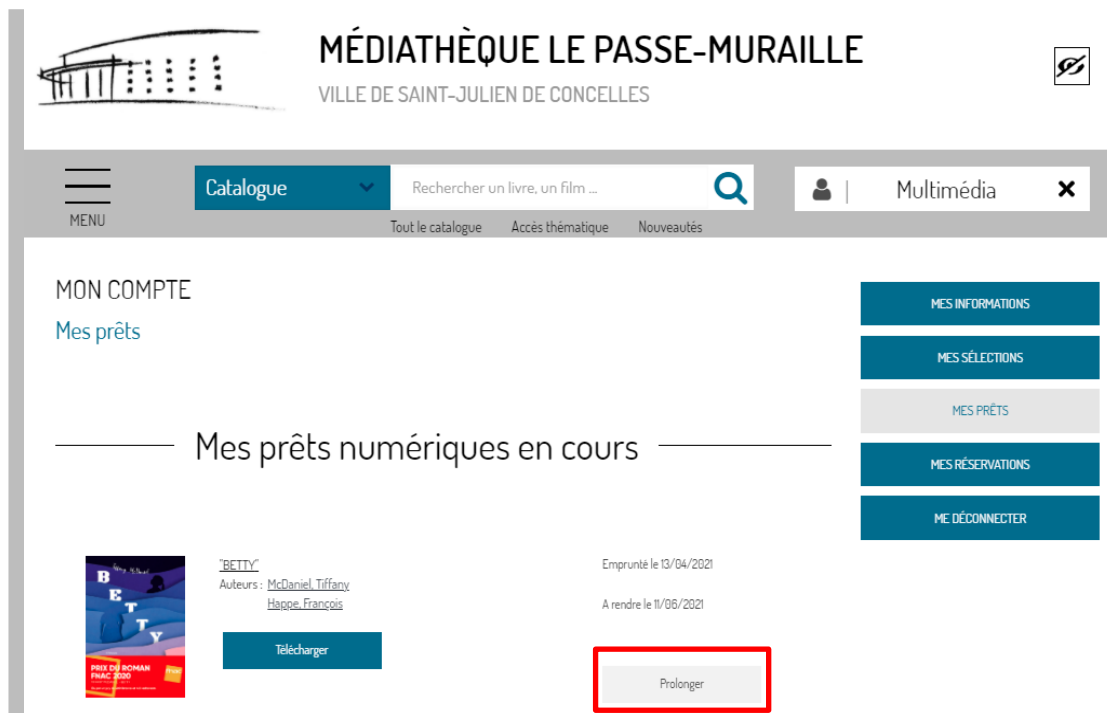 MÉDIATHÈQUE LE PASSE-MURAILLE
VILLE DE SAINT-JULIEN DE CONCELLES
MENU
Catalogue
Rechercher un livre, un film ...
Multimédia
Tout le catalogue Accès thématique Nouveautés
MON COMPTE
Mes prêts
MES INFORMATIONS
MES SÉLECTIONS
MES PRÊTS
MES RÉSERVATIONS
ME DÉCONNECTER
Mes prêts numériques en cours
BETTY
PRIX DU ROMAN
FNAC 2020
"BETTY"
Auteurs : McDaniel, Tiffany
Happe, François
Télécharger
Emprunté le 13/04/2021
A rendre le 11/06/2021
Prolonger